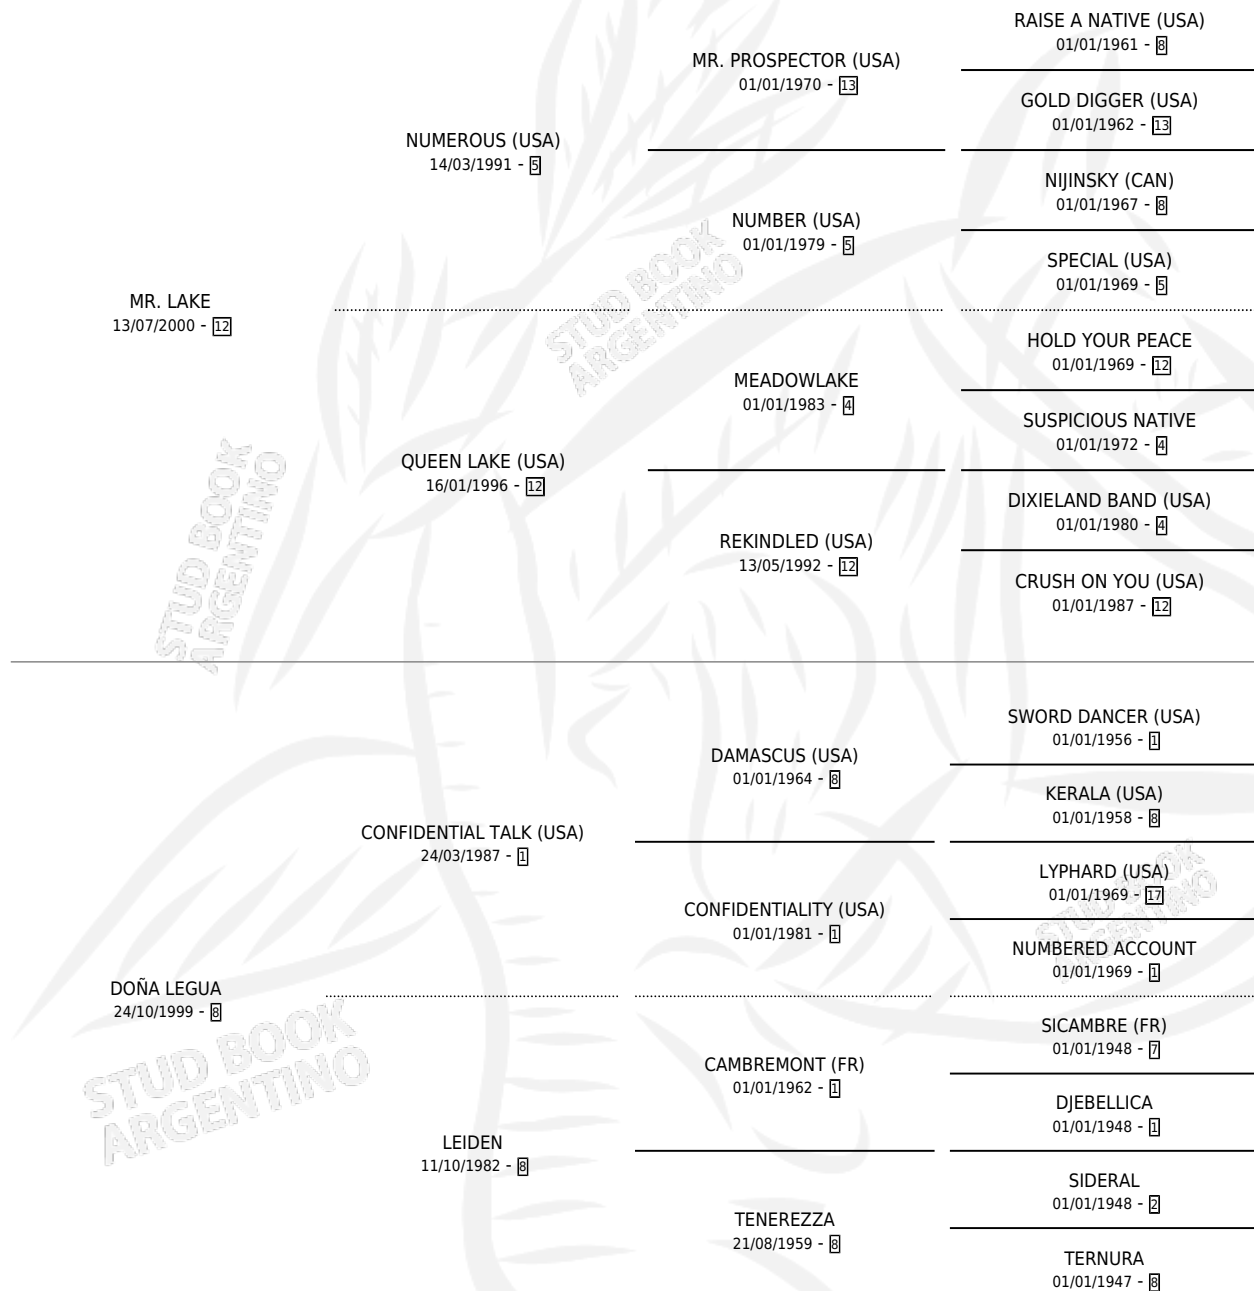 RAISE A NATIVE (USA)
01/01/1961 - 8
MR. PROSPECTOR (USA)
01/01/1970 - 13
GOLD DIGGER (USA)
01/01/1962 - 13
NUMEROUS (USA)
14/03/1991 - 5
NIJINSKY (CAN)
01/01/1967 - 8
NUMBER (USA)
01/01/1979 - 5
SPECIAL (USA)
01/01/1969 - 5
MR. LAKE
13/07/2000 - 12
HOLD YOUR PEACE
01/01/1969 - 12
MEADOWLAKE
01/01/1983 - 4
SUSPICIOUS NATIVE
01/01/1972 - 4
QUEEN LAKE (USA)
16/01/1996 - 12
DIXIELAND BAND (USA)
01/01/1980 - 4
REKINDLED (USA)
13/05/1992 - 12
CRUSH ON YOU (USA)
01/01/1987 - 12
SWORD DANCER (USA)
01/01/1956 - 1
DAMASCUS (USA)
01/01/1964 - 8
KERALA (USA)
01/01/1958 - 8
CONFIDENTIAL TALK (USA)
24/03/1987 - 1
LYPHARD (USA)
01/01/1969 - 17
CONFIDENTIALITY (USA)
01/01/1981 - 1
NUMBERED ACCOUNT
01/01/1969 - 1
DOÑA LEGUA
24/10/1999 - 8
SICAMBRE (FR)
01/01/1948 - 7
CAMBREMONT (FR)
01/01/1962 - 1
DJEBELLICA
01/01/1948 - 1
LEIDEN
11/10/1982 - 8
SIDERAL
01/01/1948 - 2
TENEREZZA
21/08/1959 - 8
TERNURA
01/01/1947 - 8
STUD BOOK
ARGENTINO
STUD BOOK
ARGENTINO
STUD BOOK
ARGENTINO
STUD BOOK
ARGENTINO